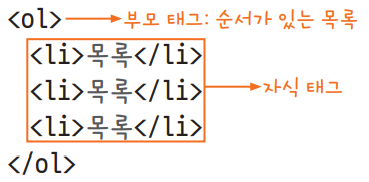 <ol> 부모 태그: 순서가 있는 목록
<li>목록</li>
<li>목록</li> 자식 태그
<li>목록</li>
</ol>